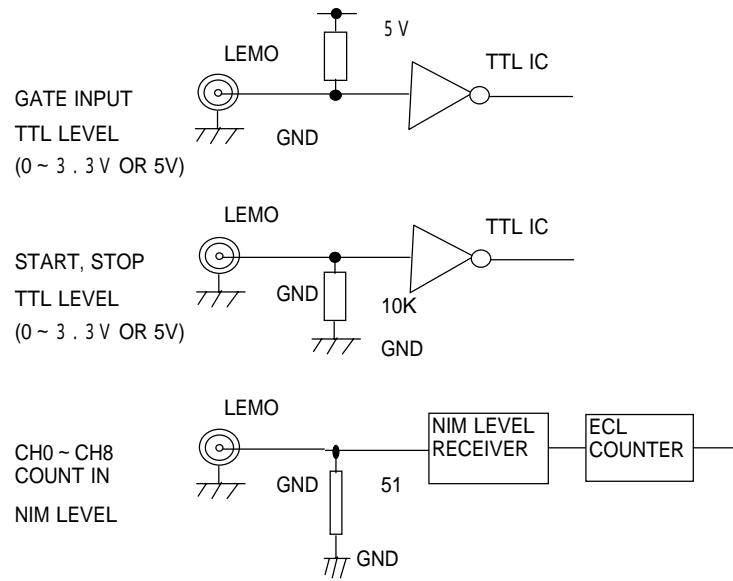 5 V
LEMO
TTL IC
GATE INPUT
TTL LEVEL
GND
(0 ~ 3 . 3 V OR 5V)
LEMO
TTL IC
START, STOP
TTL LEVEL
GND
10K
(0 ~ 3 . 3 V OR 5V)
GND
LEMO
NIM LEVEL
RECEIVER
ECL
COUNTER
CH0 ~ CH8
COUNT IN
GND
51
NIM LEVEL
GND